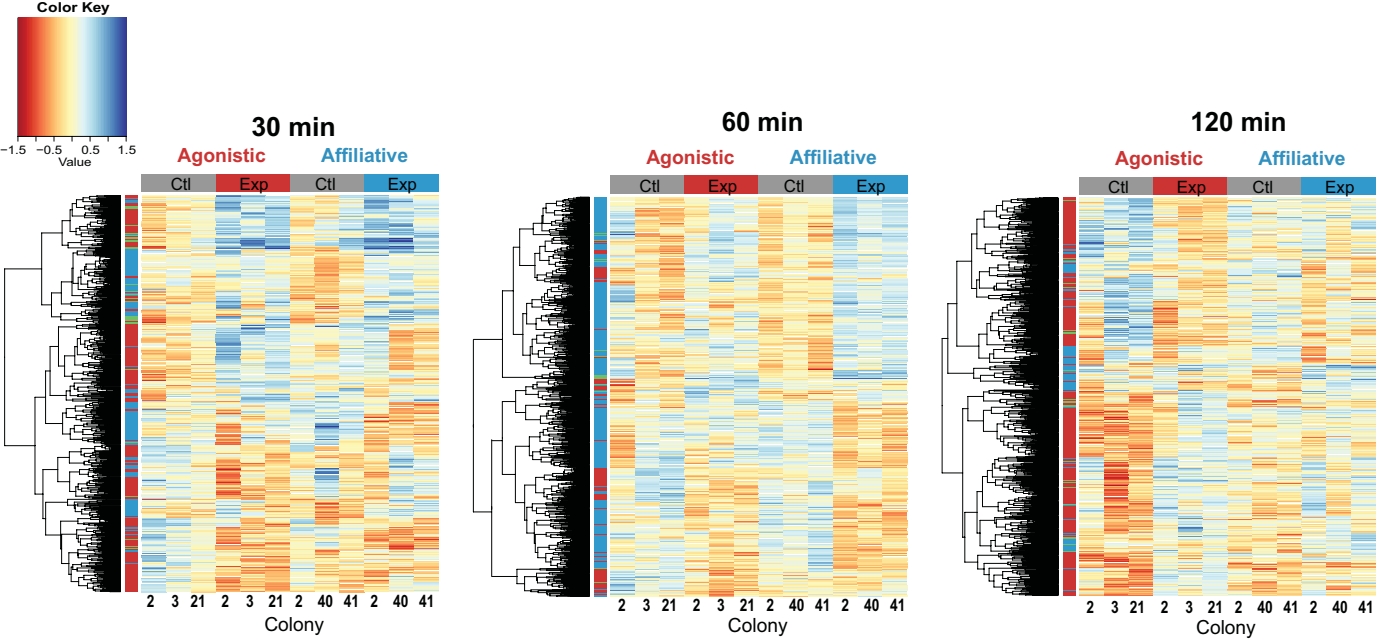 Color Key
−1.5 −0.5 0.5 1.5
Value
30 min
Agonistic Affiliative
Ctl Exp Ctl Exp
2 3 21 2 3 21 2 40 41 2 40 41
Colony
60 min
Agonistic Affiliative
Ctl Exp Ctl Exp
2 3 21 2 3 21 2 40 41 2 40 41
Colony
120 min
Agonistic Affiliative
Ctl Exp Ctl Exp
2 3 21 2 3 21 2 40 41 2 40 41
Colony